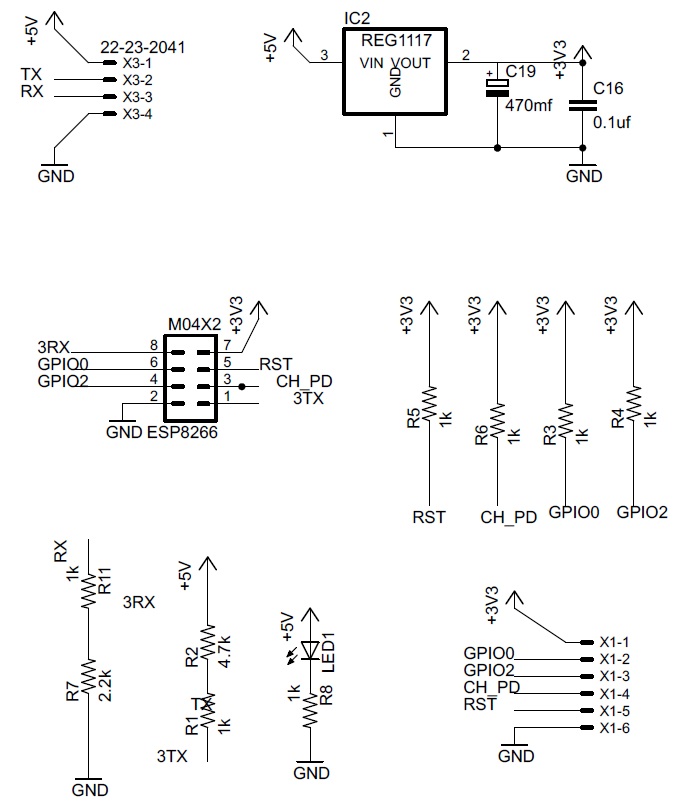 +5V
22-23-2041
X3-1
TX X3-2
RX X3-3
X3-4
GND
IC2
REG1117
+5V 3 VIN VOUT 2
GND
1
+3V3
+ C19
470mf
C16
0.1uf
GND
M04X2
+3V3
3RX 8 7
GPIO0 6 5 RST
GPIO2 4 3 CH_PD
2 1 3TX
GND ESP8266
+3V3 +3V3 +3V3 +3V3
R5 1k R6 1k R3 1k R4 1k
RST CH_PD GPIO0 GPIO2
RX
1k R11
3RX
R7 2.2k
GND
+5V
R2 4.7k
TX
R1 1k
3TX
+5V
LED1
1k R8
GND
+3V3
X1-1
GPIO0 X1-2
GPIO2 X1-3
CH_PD X1-4
RST X1-5
X1-6
GND